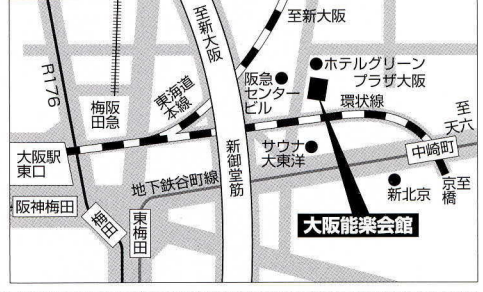 至新大阪
至新大阪
R176
阪急
梅田
東海道
本線
阪急
センター
ビル
ホテルグリーン
プラザ大阪
環状線
至
天六
大阪駅
東口
新御堂筋
サウナ
大東洋
中崎町
地下鉄谷町線
阪神梅田
梅田
東梅田
新北京
至
京橋
大阪能楽会館